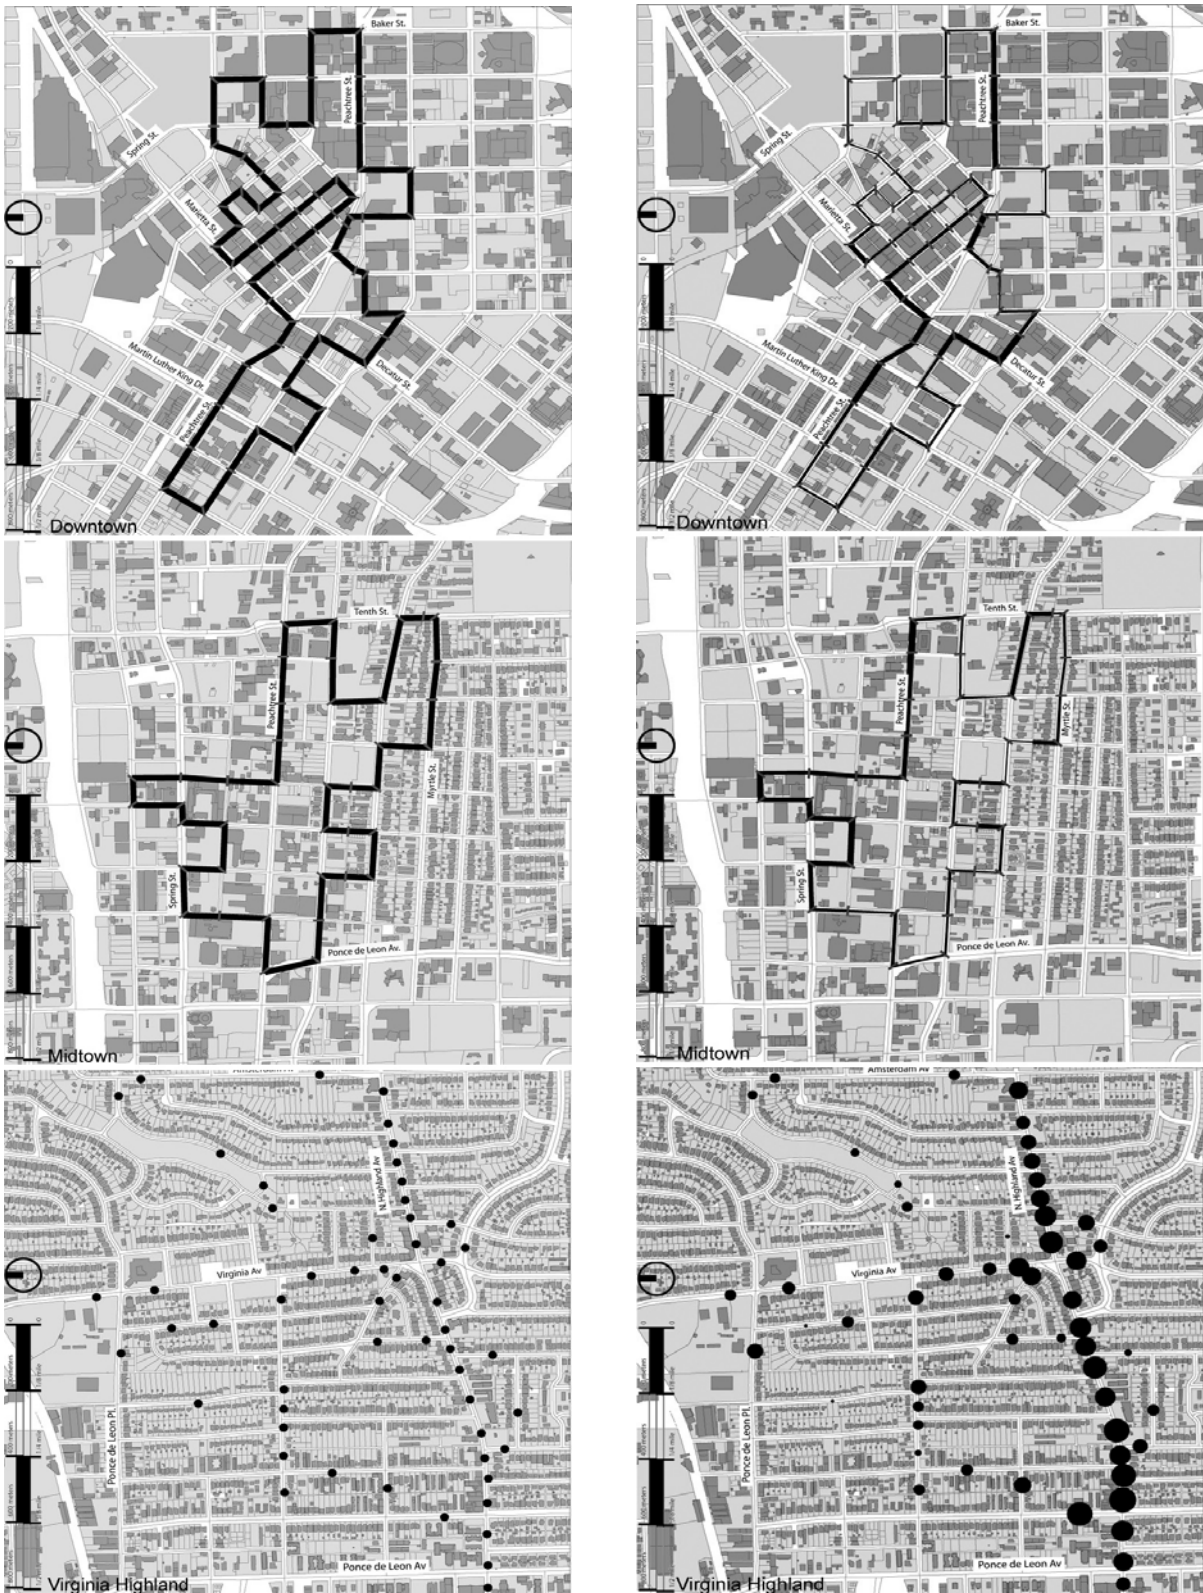 Baker St.
Peachtree St.
Spring St.
Marietta St.
Martin Luther King Dr.
Decatur St.
Peachtree St.
Downtown
Baker St.
Peachtree St.
Spring St.
Marietta St.
Martin Luther King Dr.
Decatur St.
Peachtree St.
Downtown
Tenth St.
Peachtree St.
Myrtle St.
Spring St.
Ponce de Leon Av.
Midtown
Tenth St.
Peachtree St.
Myrtle St.
Spring St.
Ponce de Leon Av.
Midtown
Amsterdam Av
N. Highland Av
Virginia Av
Ponce de Leon Pl.
Ponce de Leon Av
Virginia Highland
Amsterdam Av
N. Highland Av
Virginia Av
Ponce de Leon Pl.
Ponce de Leon Av
Virginia Highland